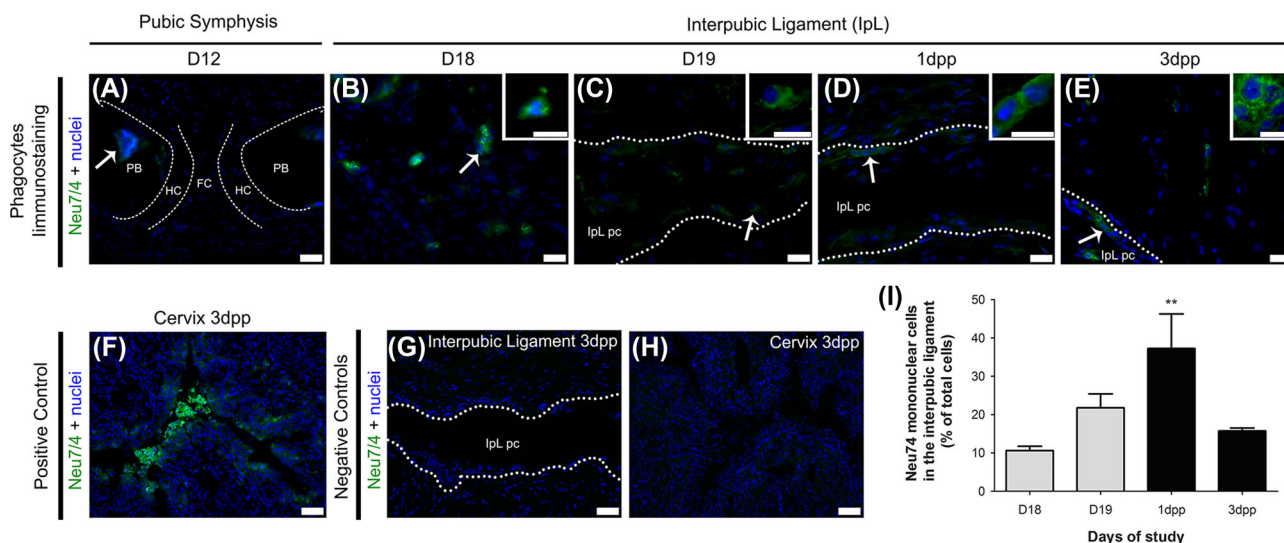 Pubic Symphysis
Interpubic Ligament (IpL)
D12
D18
D19
1dpp
3dpp
Phagocytes
Iimmunostaining
Neu7/4 + nuclei
(A)
PB
HC
FC
HC
PB
(B)
(C)
IpL pc
(D)
IpL pc
(E)
IpL pc
Positive Control
Neu7/4 + nuclei
Cervix 3dpp
(F)
Negative Controls
Neu7/4 + nuclei
(G)
Interpubic Ligament 3dpp
IpL pc
(H)
Cervix 3dpp
(I)
Neu74 mononuclear cells
in the interpubic ligament
(% of total cells)
50
40
30
20
10
0
**
D18
D19
1dpp
3dpp
Days of study